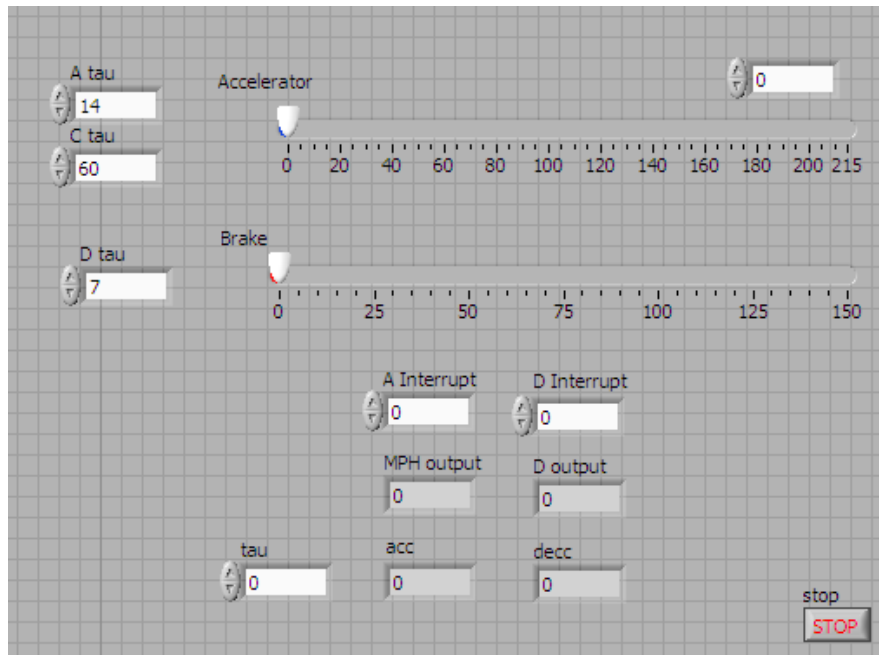 A tau
14
C tau
60
Accelerator
0
0 20 40 60 80 100 120 140 160 180 200 215
D tau
7
Brake
0 25 50 75 100 125 150
A Interrupt
0
D Interrupt
0
MPH output
0
D output
0
tau
0
acc
0
decc
0
stop
STOP